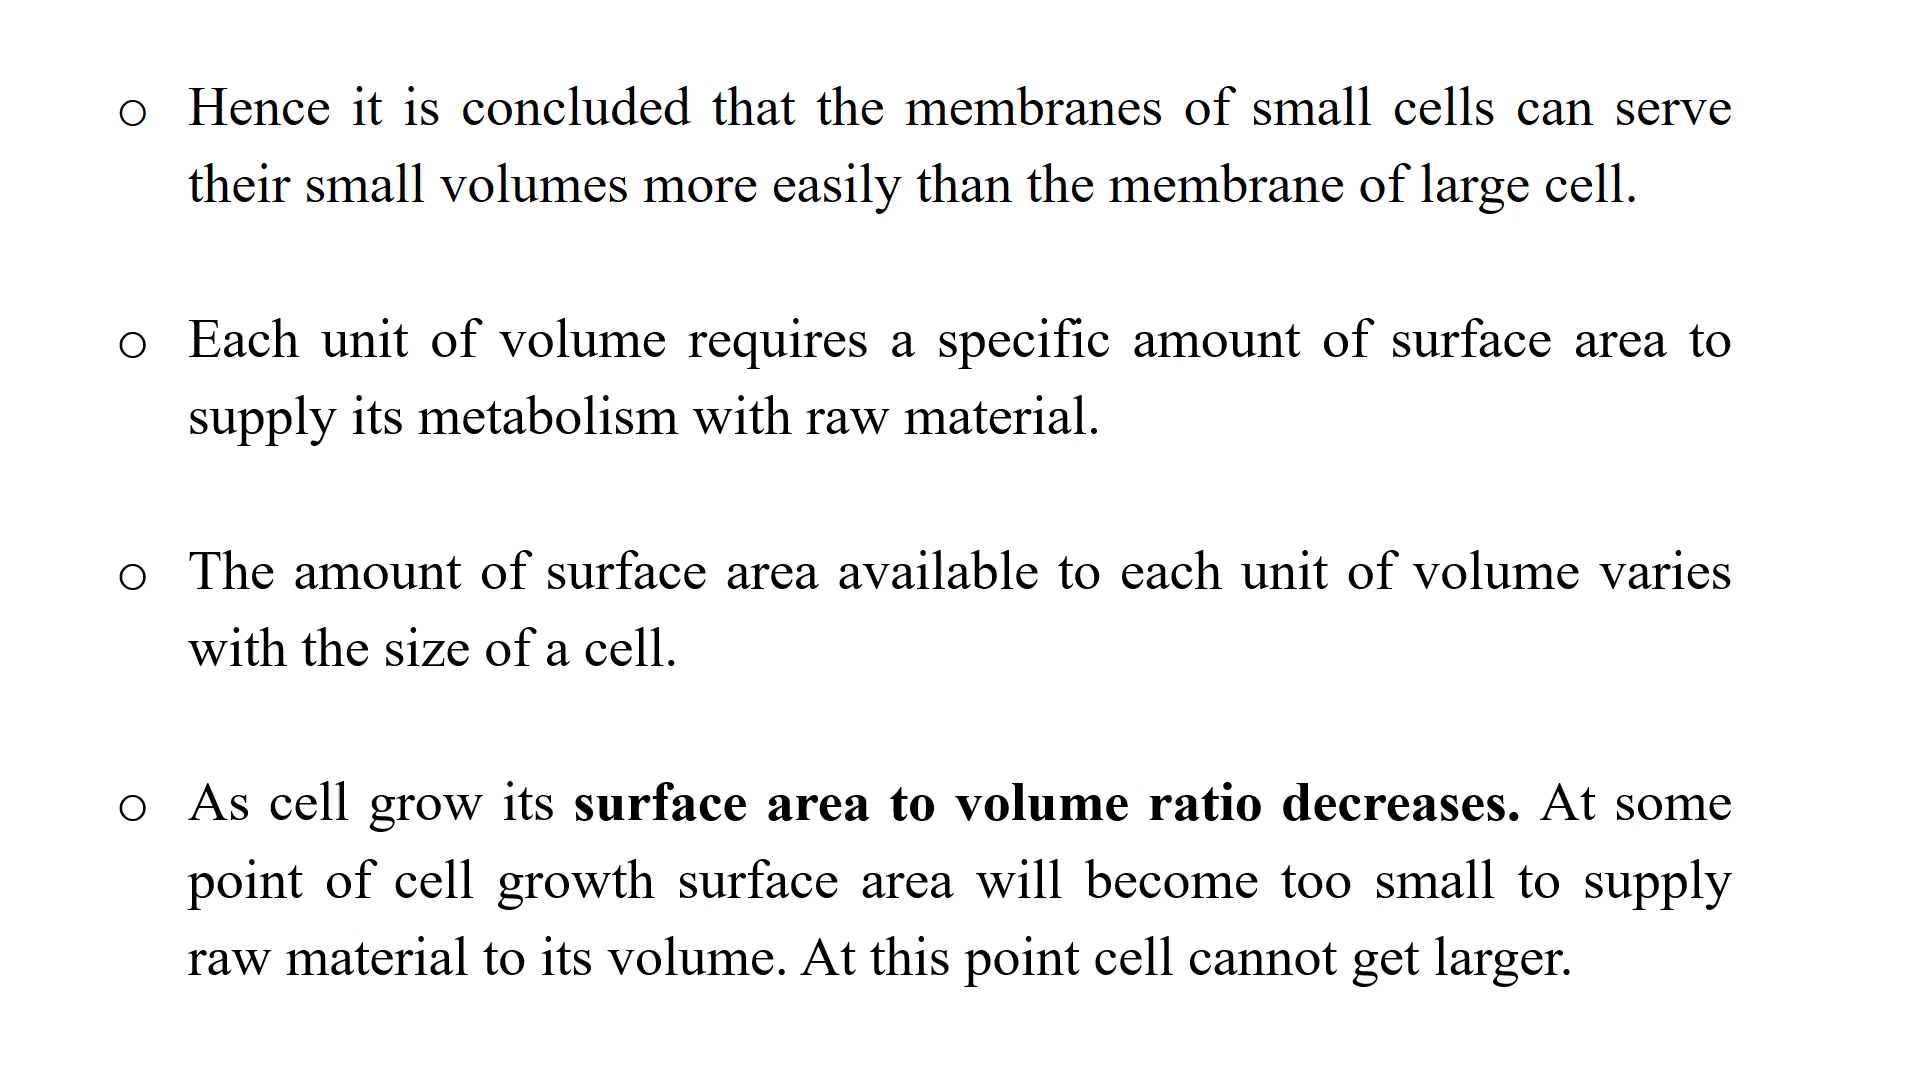 o Hence it is concluded that the membranes of small cells can serve
their small volumes more easily than the membrane of large cell.
o Each unit of volume requires a specific amount of surface area to
supply its metabolism with raw material.
o The amount of surface area available to each unit of volume varies
with the size of a cell.
o As cell grow its surface area to volume ratio decreases. At some
point of cell growth surface area will become too small to supply
raw material to its volume. At this point cell cannot get larger.